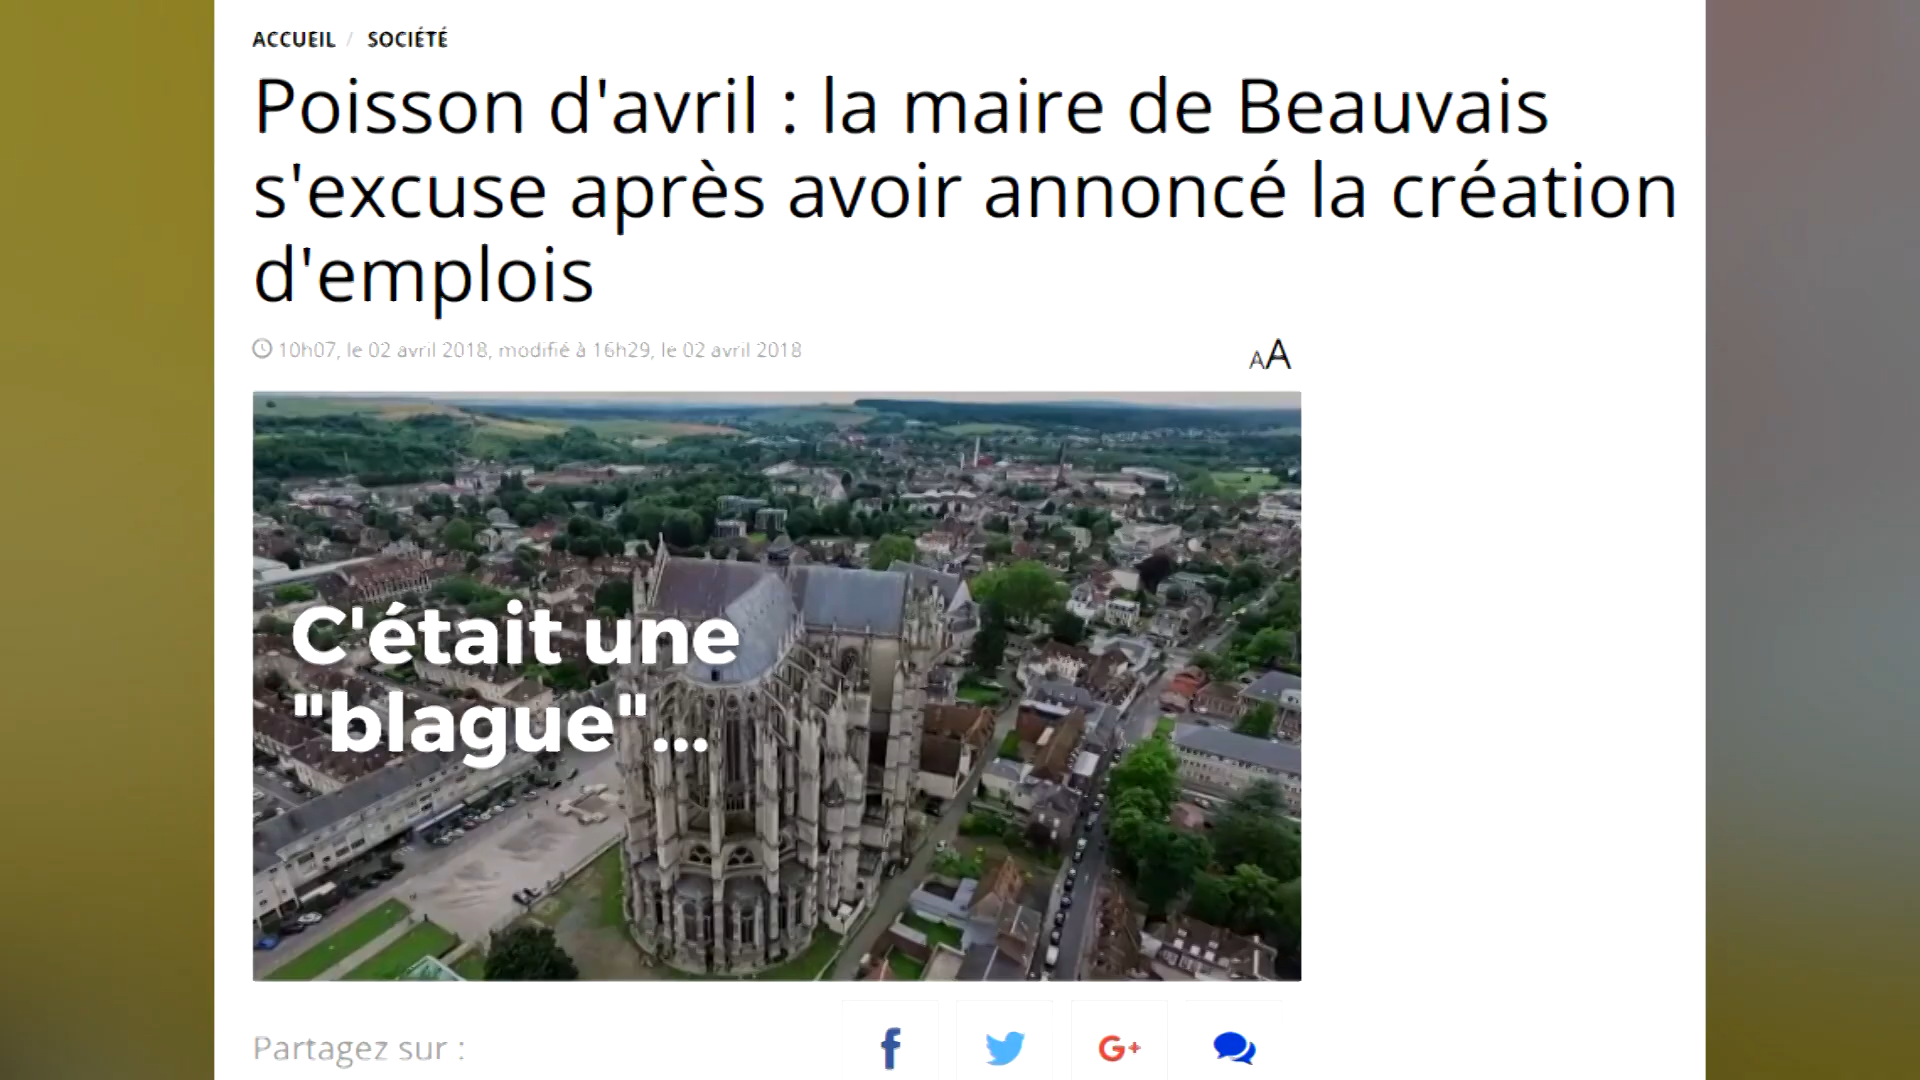 ACCUEIL / SOCIÉTÉ
Poisson d'avril : la maire de Beauvais
s'excuse après avoir annoncé la création
d'emplois
10h07, le 02 avril 2018, modifié à 16h29, le 02 avril 2018
AA
C'était une
"blague"...
Partagez sur :
f
G+